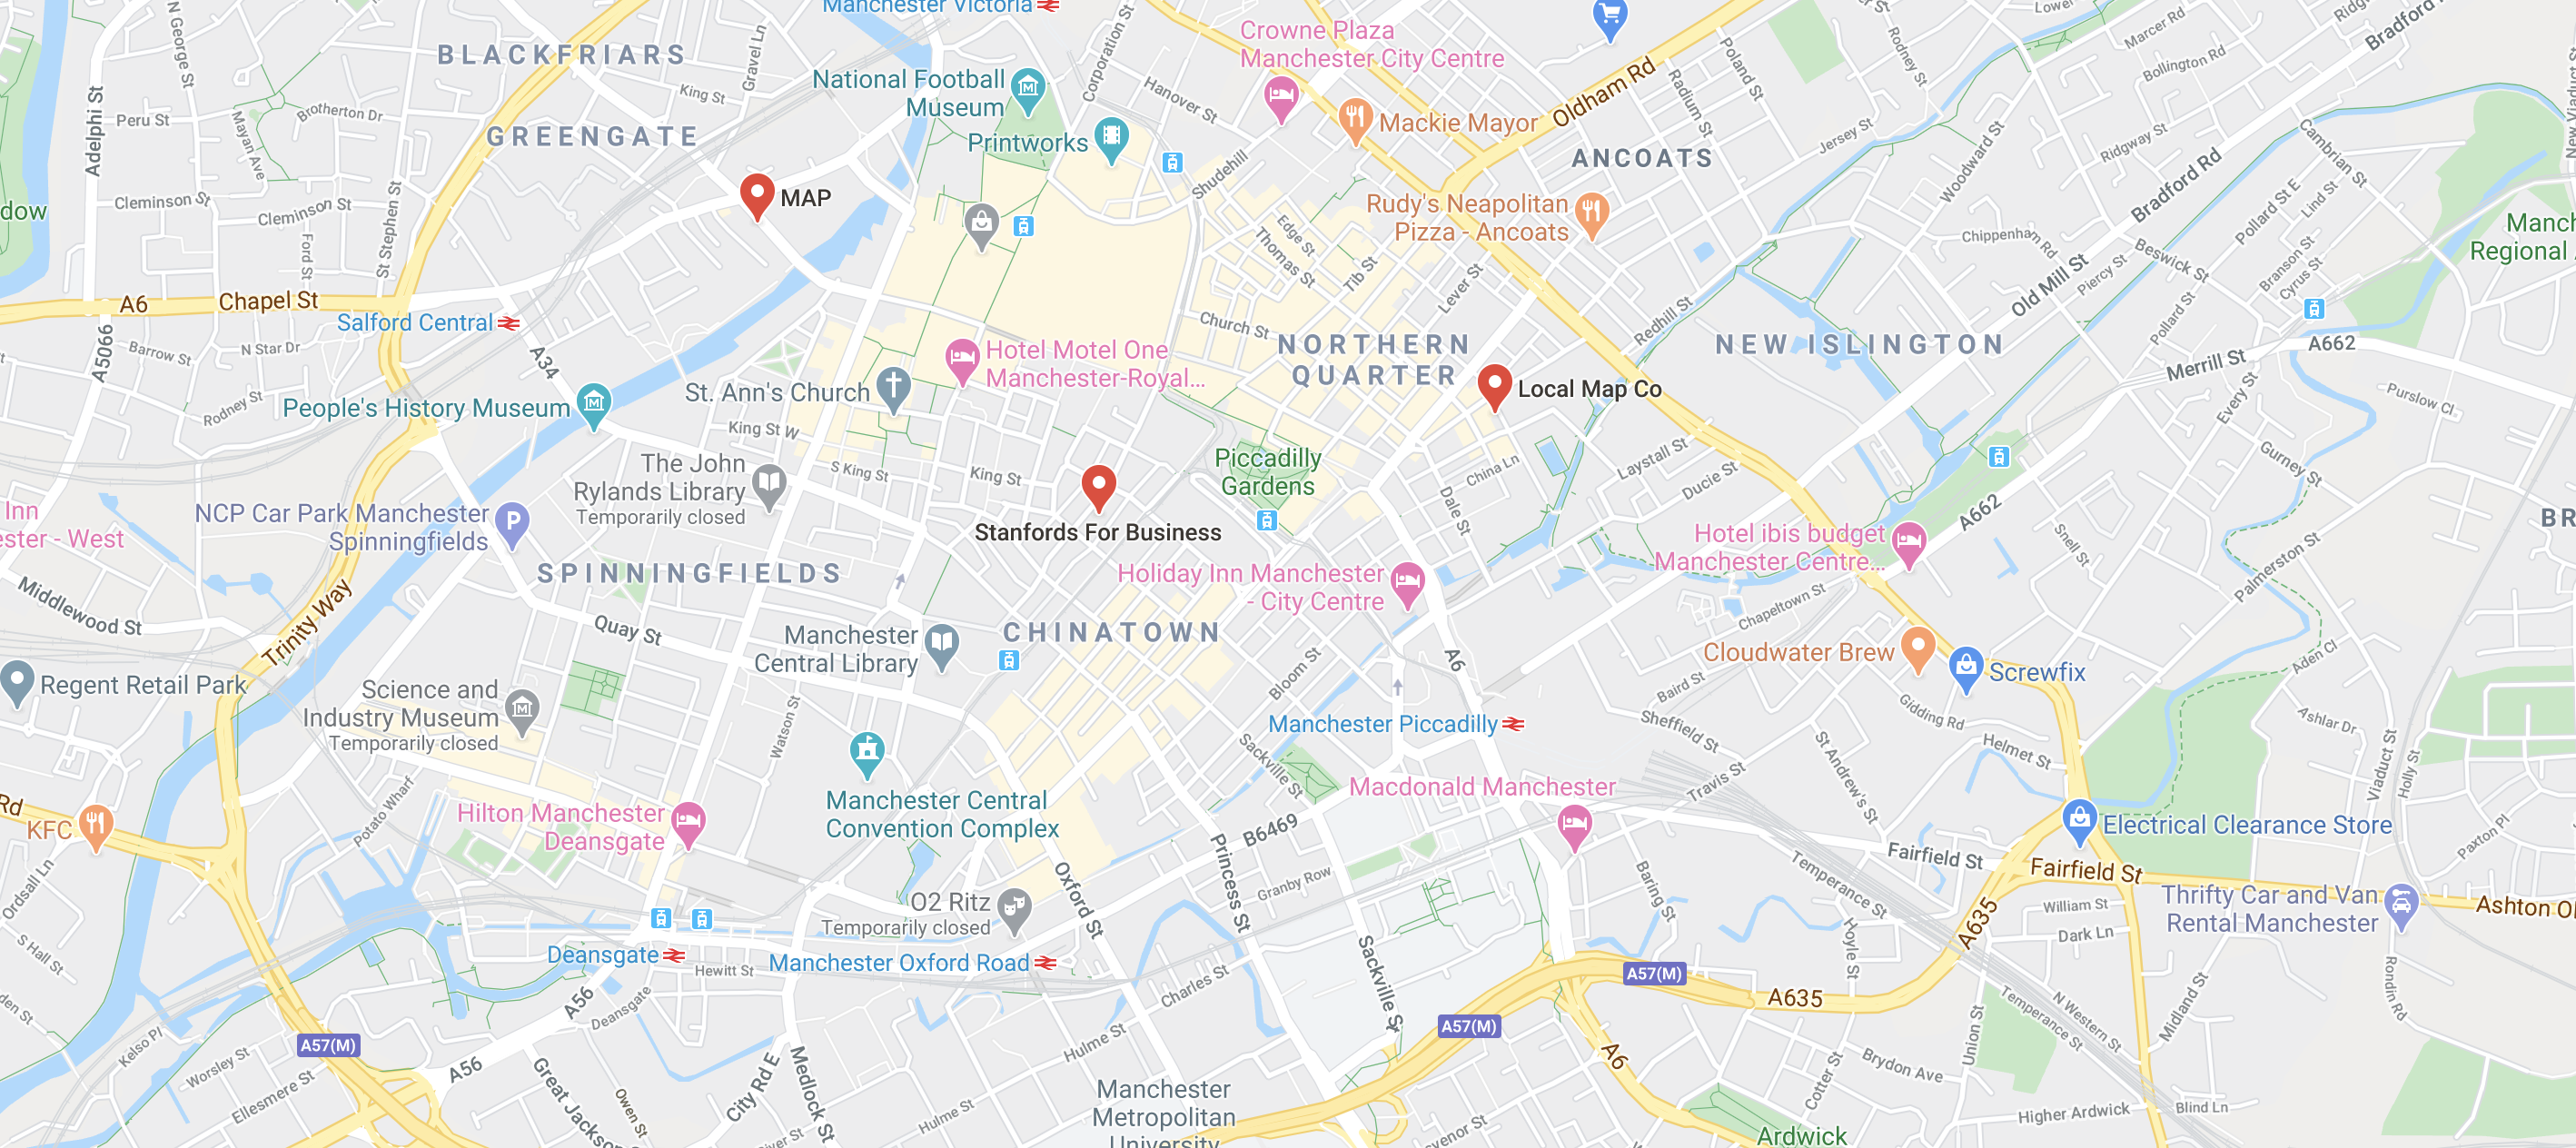 Manchester Victoria
Crowne Plaza
Manchester City Centre
BLACKFRIARS
N George St
Gravel Ln
Corporation St
Poland St
Rodney St
Marcer Rd
Bollington Rd
National Football
Museum
King St
Hanover St
Radium St
Oldham Rd
Adelphi St
Peru St
Brotherton Dr
Mayan Ave
GREENGATE
Printworks
Mackie Mayor
ANCOATS
Jersey St
Woodward St
Ridgway St
Cambrian St
Bradford Rd
MAP
Shudehill
Cleminson St
Cleminson St
St Stephen St
Ford St
dow
Rudy's Neapolitan
Pizza - Ancoats
Edge St
Thomas St
Tib St
Lever St
Chippenham Rd
Pollard St E
Lind St
Beswick St
Branson St
Cyrus St
Piercy St
Old Mill St
Pollard St
A6
Chapel St
Salford Central
A5066
Barrow St
N Star Dr
A34
Church St
NORTHERN
QUARTER
Redhill St
NEW ISLINGTON
Merrill St
A662
Hotel Motel One
Manchester-Royal...
St. Ann's Church
People's History Museum
Rodney St
Local Map Co
Every St
Purslow Cl
King St W
The John
Rylands Library
Temporarily closed
S King St
King St
Piccadilly
Gardens
China Ln
Dale St
Laystall St
Ducie St
Gurney St
A662
Inn
NCP Car Park Manchester
Spinningfields
Stanfords For Business
Hotel ibis budget
Manchester Centre...
Snell St
Palmerston St
BR
SPINNINGFIELDS
Holiday Inn Manchester
- City Centre
Chapeltown St
Middlewood St
Trinity Way
Quay St
Manchester
Central Library
CHINATOWN
Bloom St
A6
Cloudwater Brew
Screwfix
Aden Cl
Regent Retail Park
Science and
Industry Museum
Temporarily closed
Watson St
Baird St
Sheffield St
Gidding Rd
Helmet St
Ashlar Dr
Manchester Piccadilly
Sackville St
St Andrew's St
Travis St
Viaduct St
Holly St
Manchester Central
Convention Complex
Macdonald Manchester
Potato Wharf
Hilton Manchester
Deansgate
Rd
KFC
B6469
Princess St
Electrical Clearance Store
Paxton Pl
Fairfield St
Fairfield St
Temperance St
Ordsall Ln
Granby Row
Baring St
O2 Ritz
Temporarily closed
Oxford St
Thrifty Car and Van
Rental Manchester
William St
Dark Ln
A635
Hoyle St
S Hall St
Deansgate
Hewitt St
Manchester Oxford Road
Charles St
Sackville St
A57(M)
A635
Rondin Rd
Midland St
N Western St
Temperance St
A56
Deansgate
A57(M)
A57(M)
Kelso Pl
Worsley St
Ellesmere St
A56
Hulme St
Union St
A6
Brydon Ave
Cotter St
Great Jackson
Owen St
City Rd E
Medlock St
Hulme St
Manchester
Metropolitan
University
Higher Ardwick
Blind Ln
Ardwick